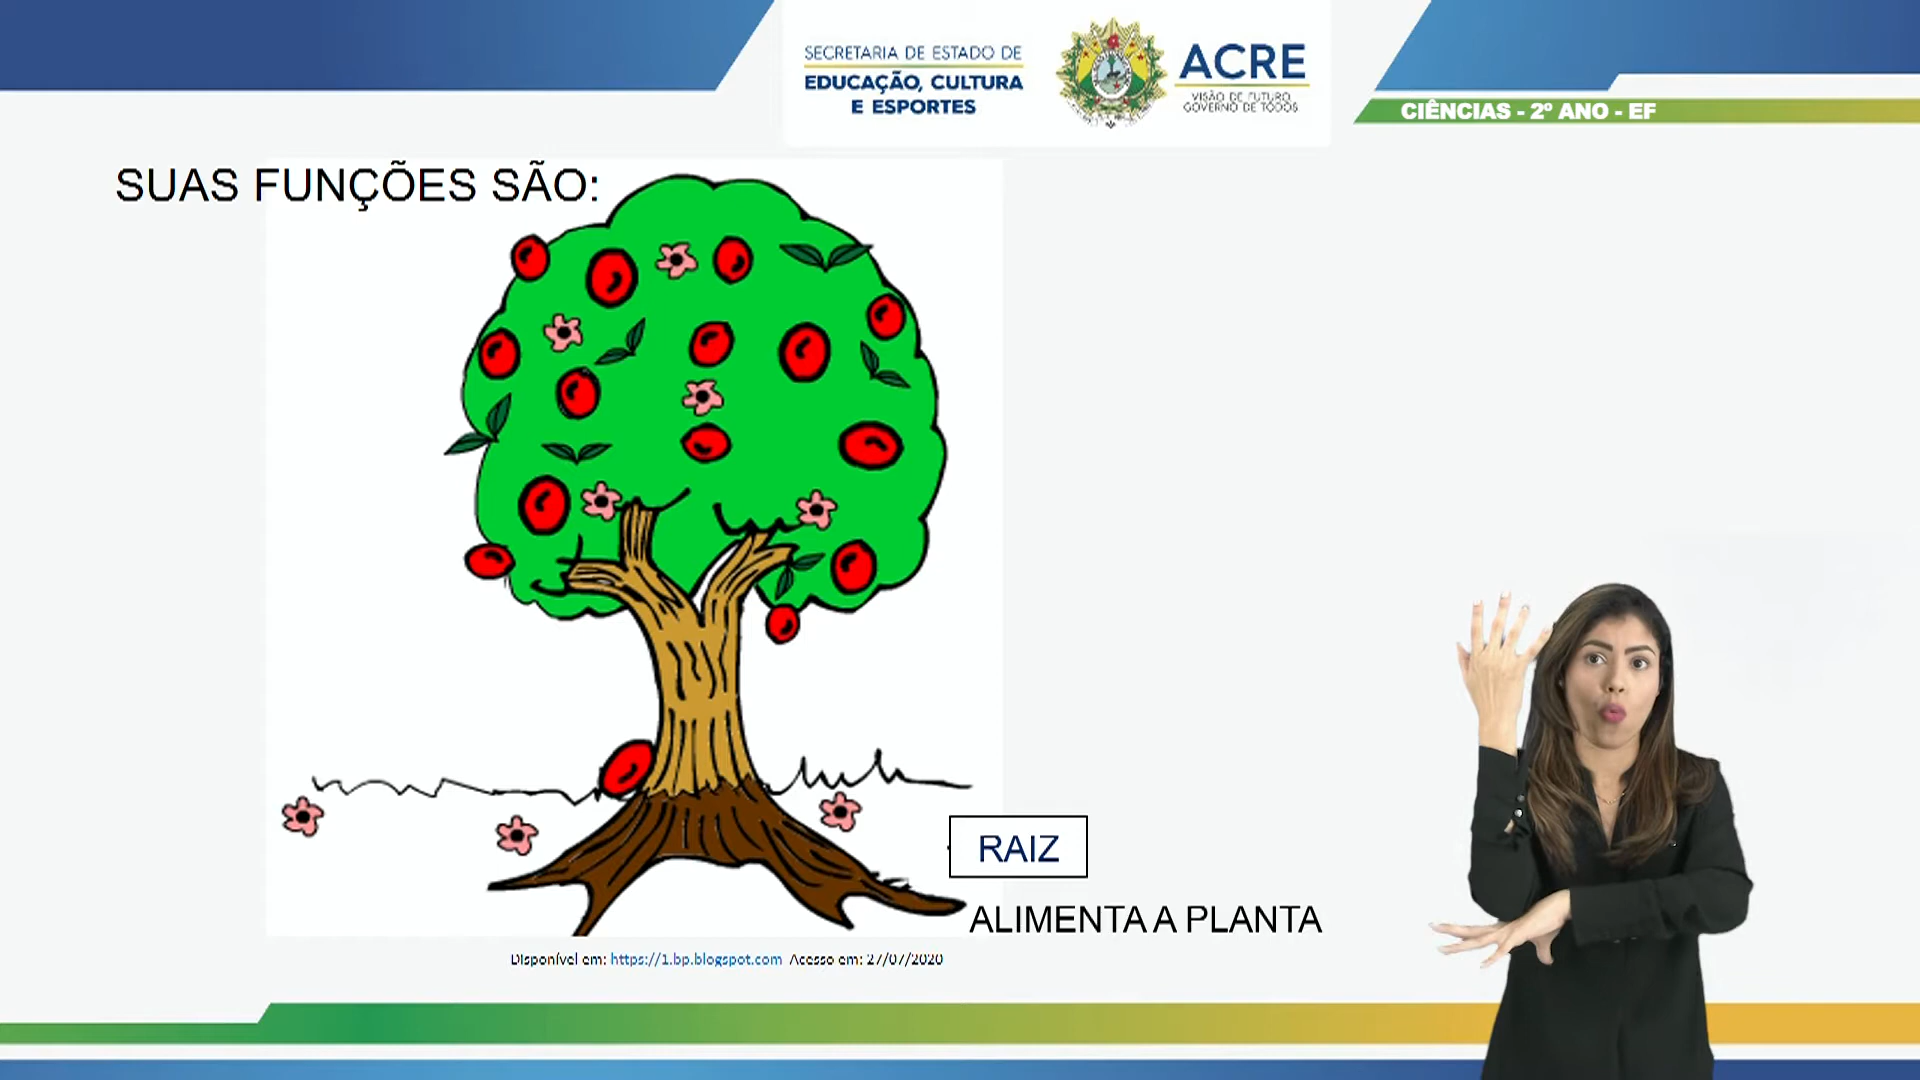 SECRETARIA DE ESTADO DE
EDUCAÇÃO, CULTURA
E ESPORTES
ACRE
VISÃO DE FUTURO,
GOVERNO DE TODOS
CIÊNCIAS - 2º ANO - EF
SUAS FUNÇÕES SÃO:
RAIZ
ALIMENTA A PLANTA
Disponível em: https://1.bp.blogspot.com Acesso em: 27/07/2020